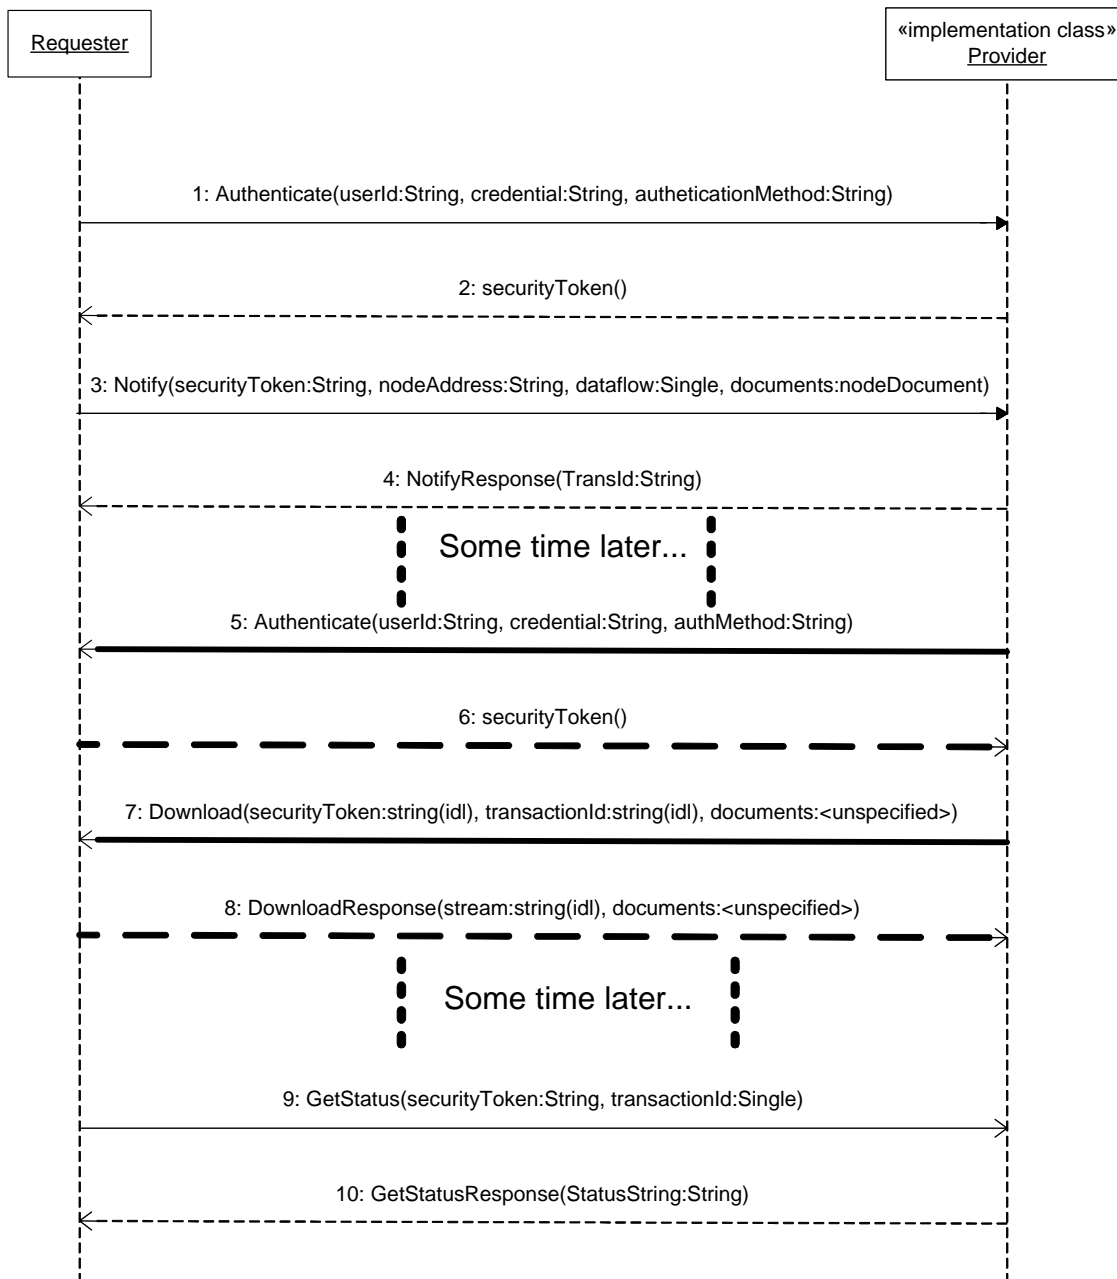 Requester
«implementation class»
Provider
1: Authenticate(userId:String, credential:String, autheticationMethod:String)
2: securityToken()
3: Notify(securityToken:String, nodeAddress:String, dataflow:Single, documents:nodeDocument)
4: NotifyResponse(TransId:String)
Some time later...
5: Authenticate(userId:String, credential:String, authMethod:String)
6: securityToken()
7: Download(securityToken:string(idl), transactionId:string(idl), documents:<unspecified>)
8: DownloadResponse(stream:string(idl), documents:<unspecified>)
Some time later...
9: GetStatus(securityToken:String, transactionId:Single)
10: GetStatusResponse(StatusString:String)